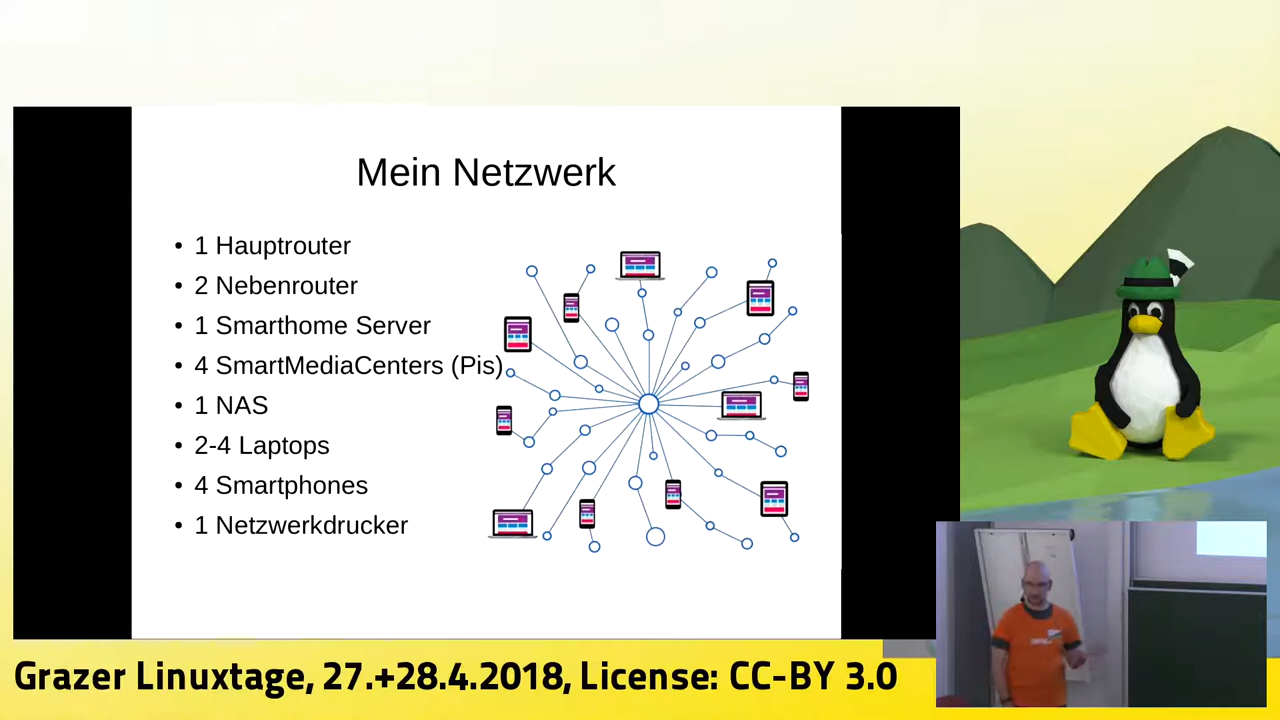 Mein Netzwerk
• 1 Hauptrouter
• 2 Nebenrouter
• 1 Smarthome Server
• 4 SmartMediaCenters (Pis)
• 1 NAS
• 2-4 Laptops
• 4 Smartphones
• 1 Netzwerkdrucker
Grazer Linuxtage, 27.+28.4.2018, License: CC-BY 3.0